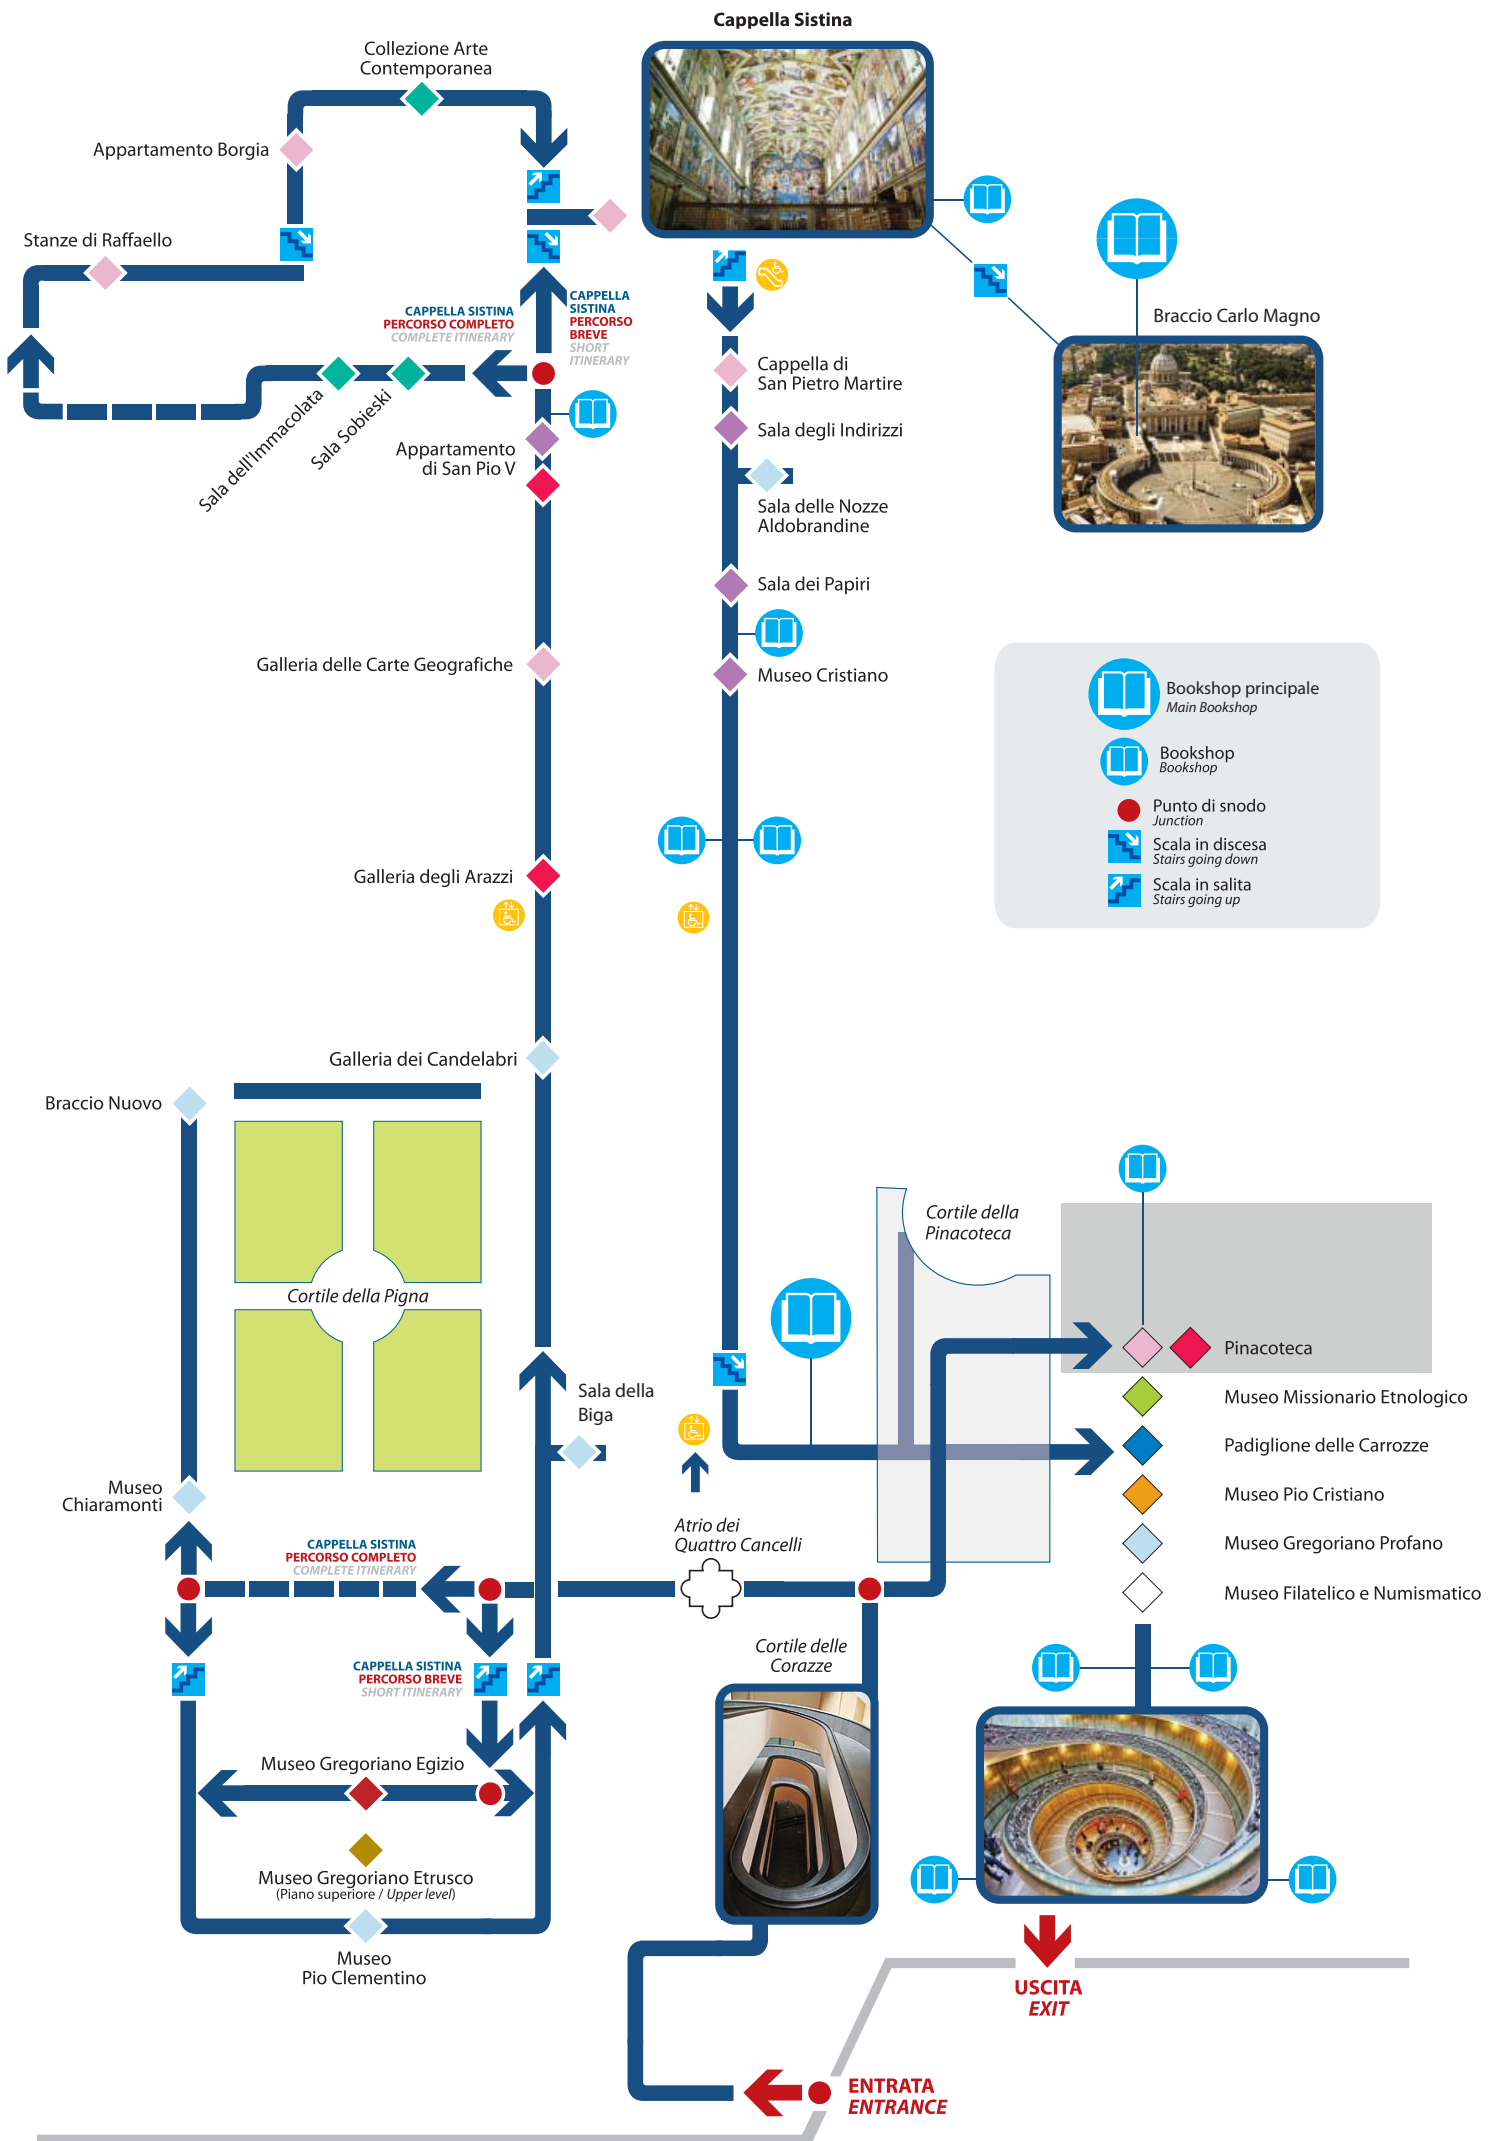 Cappella Sistina
Collezione Arte
Contemporanea
Appartamento Borgia
Stanze di Raffaello
CAPPELLA SISTINA
PERCORSO COMPLETO
COMPLETE ITINERARY
CAPPELLA
SISTINA
PERCORSO
BREVE
SHORT
ITINERARY
Braccio Carlo Magno
Cappella di
San Pietro Martire
Sala dell'Immacolata
Sala Sobieski
Appartamento
di San Pio V
Sala degli Indirizzi
Sala delle Nozze
Aldobrandine
Sala dei Papiri
Galleria delle Carte Geografiche
Museo Cristiano
Bookshop principale
Main Bookshop
Bookshop
Bookshop
Punto di snodo
Junction
Scala in discesa
Stairs going down
Scala in salita
Stairs going up
Galleria degli Arazzi
Galleria dei Candelabri
Braccio Nuovo
Cortile della Pigna
Cortile della
Pinacoteca
Sala della
Biga
Pinacoteca
Museo Missionario Etnologico
Padiglione delle Carrozze
Museo Pio Cristiano
Museo Gregoriano Profano
Museo Filatelico e Numismatico
Museo
Chiaramonti
Atrio dei
Quattro Cancelli
CAPPELLA SISTINA
PERCORSO COMPLETO
COMPLETE ITINERARY
Cortile delle
Corazze
CAPPELLA SISTINA
PERCORSO BREVE
SHORT ITINERARY
Museo Gregoriano Egizio
Museo Gregoriano Etrusco
(Piano superiore / Upper level)
Museo
Pio Clementino
USCITA
EXIT
ENTRATA
ENTRANCE